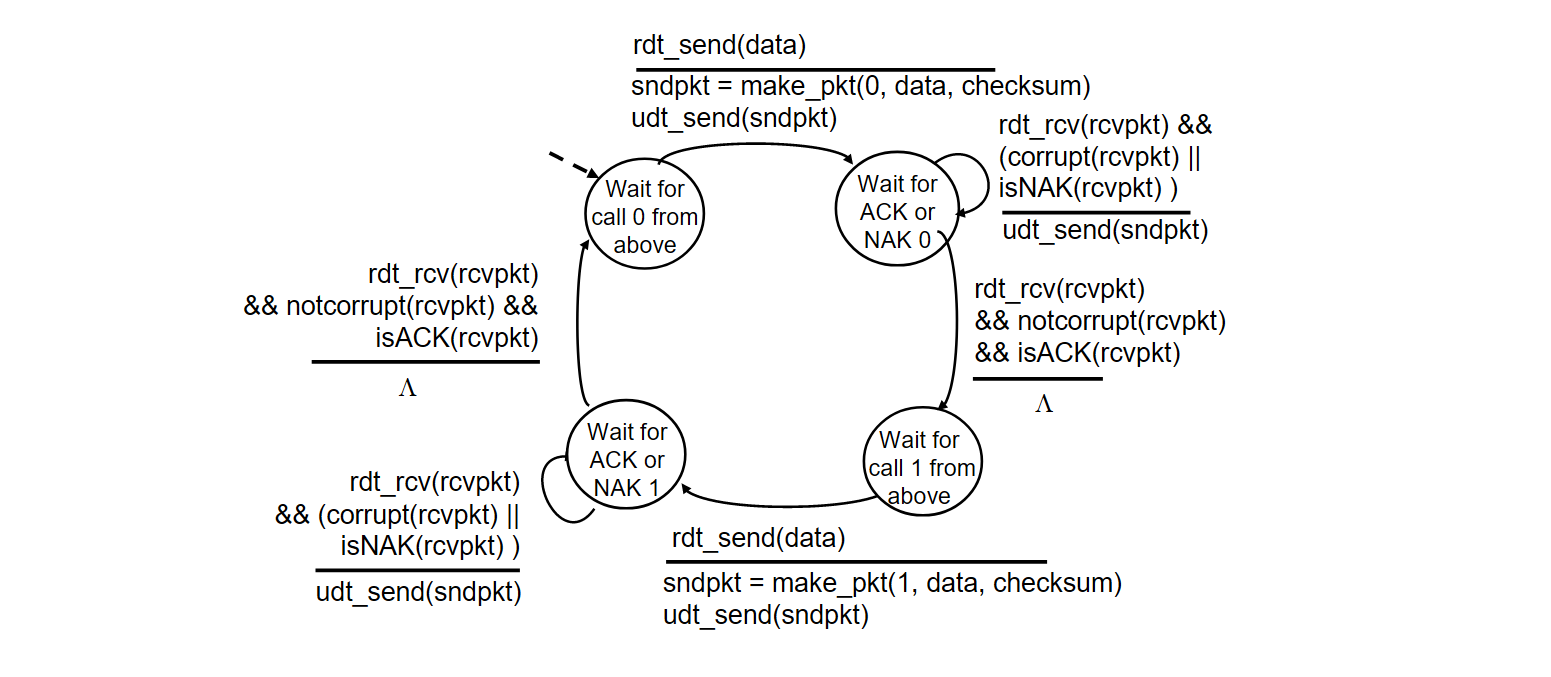 rdt_send(data)
sndpkt = make_pkt(0, data, checksum)
udt_send(sndpkt)
rdt_rcv(rcvpkt) &&
(corrupt(rcvpkt) ||
isNAK(rcvpkt) )
udt_send(sndpkt)
Wait for
call 0 from
above
Wait for
ACK or
NAK 0
rdt_rcv(rcvpkt)
&& notcorrupt(rcvpkt) &&
isACK(rcvpkt)
Λ
rdt_rcv(rcvpkt)
&& notcorrupt(rcvpkt)
&& isACK(rcvpkt)
Λ
Wait for
ACK or
NAK 1
Wait for
call 1 from
above
rdt_rcv(rcvpkt)
&& (corrupt(rcvpkt) ||
isNAK(rcvpkt) )
udt_send(sndpkt)
rdt_send(data)
sndpkt = make_pkt(1, data, checksum)
udt_send(sndpkt)